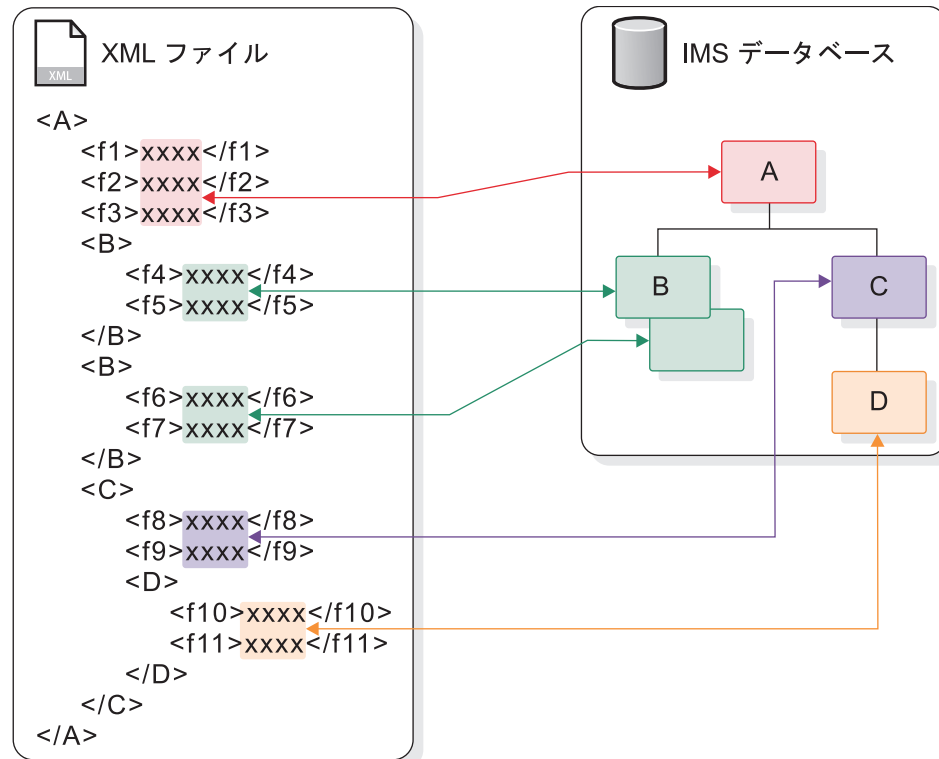 XML
XML ファイル
<A>
<f1>xxxx</f1>
<f2>xxxx</f2>
<f3>xxxx</f3>
<B>
<f4>xxxx</f4>
<f5>xxxx</f5>
</B>
<B>
<f6>xxxx</f6>
<f7>xxxx</f7>
</B>
<C>
<f8>xxxx</f8>
<f9>xxxx</f9>
<D>
<f10>xxxx</f10>
<f11>xxxx</f11>
</D>
</C>
</A>
IMS データベース
A
B
C
D